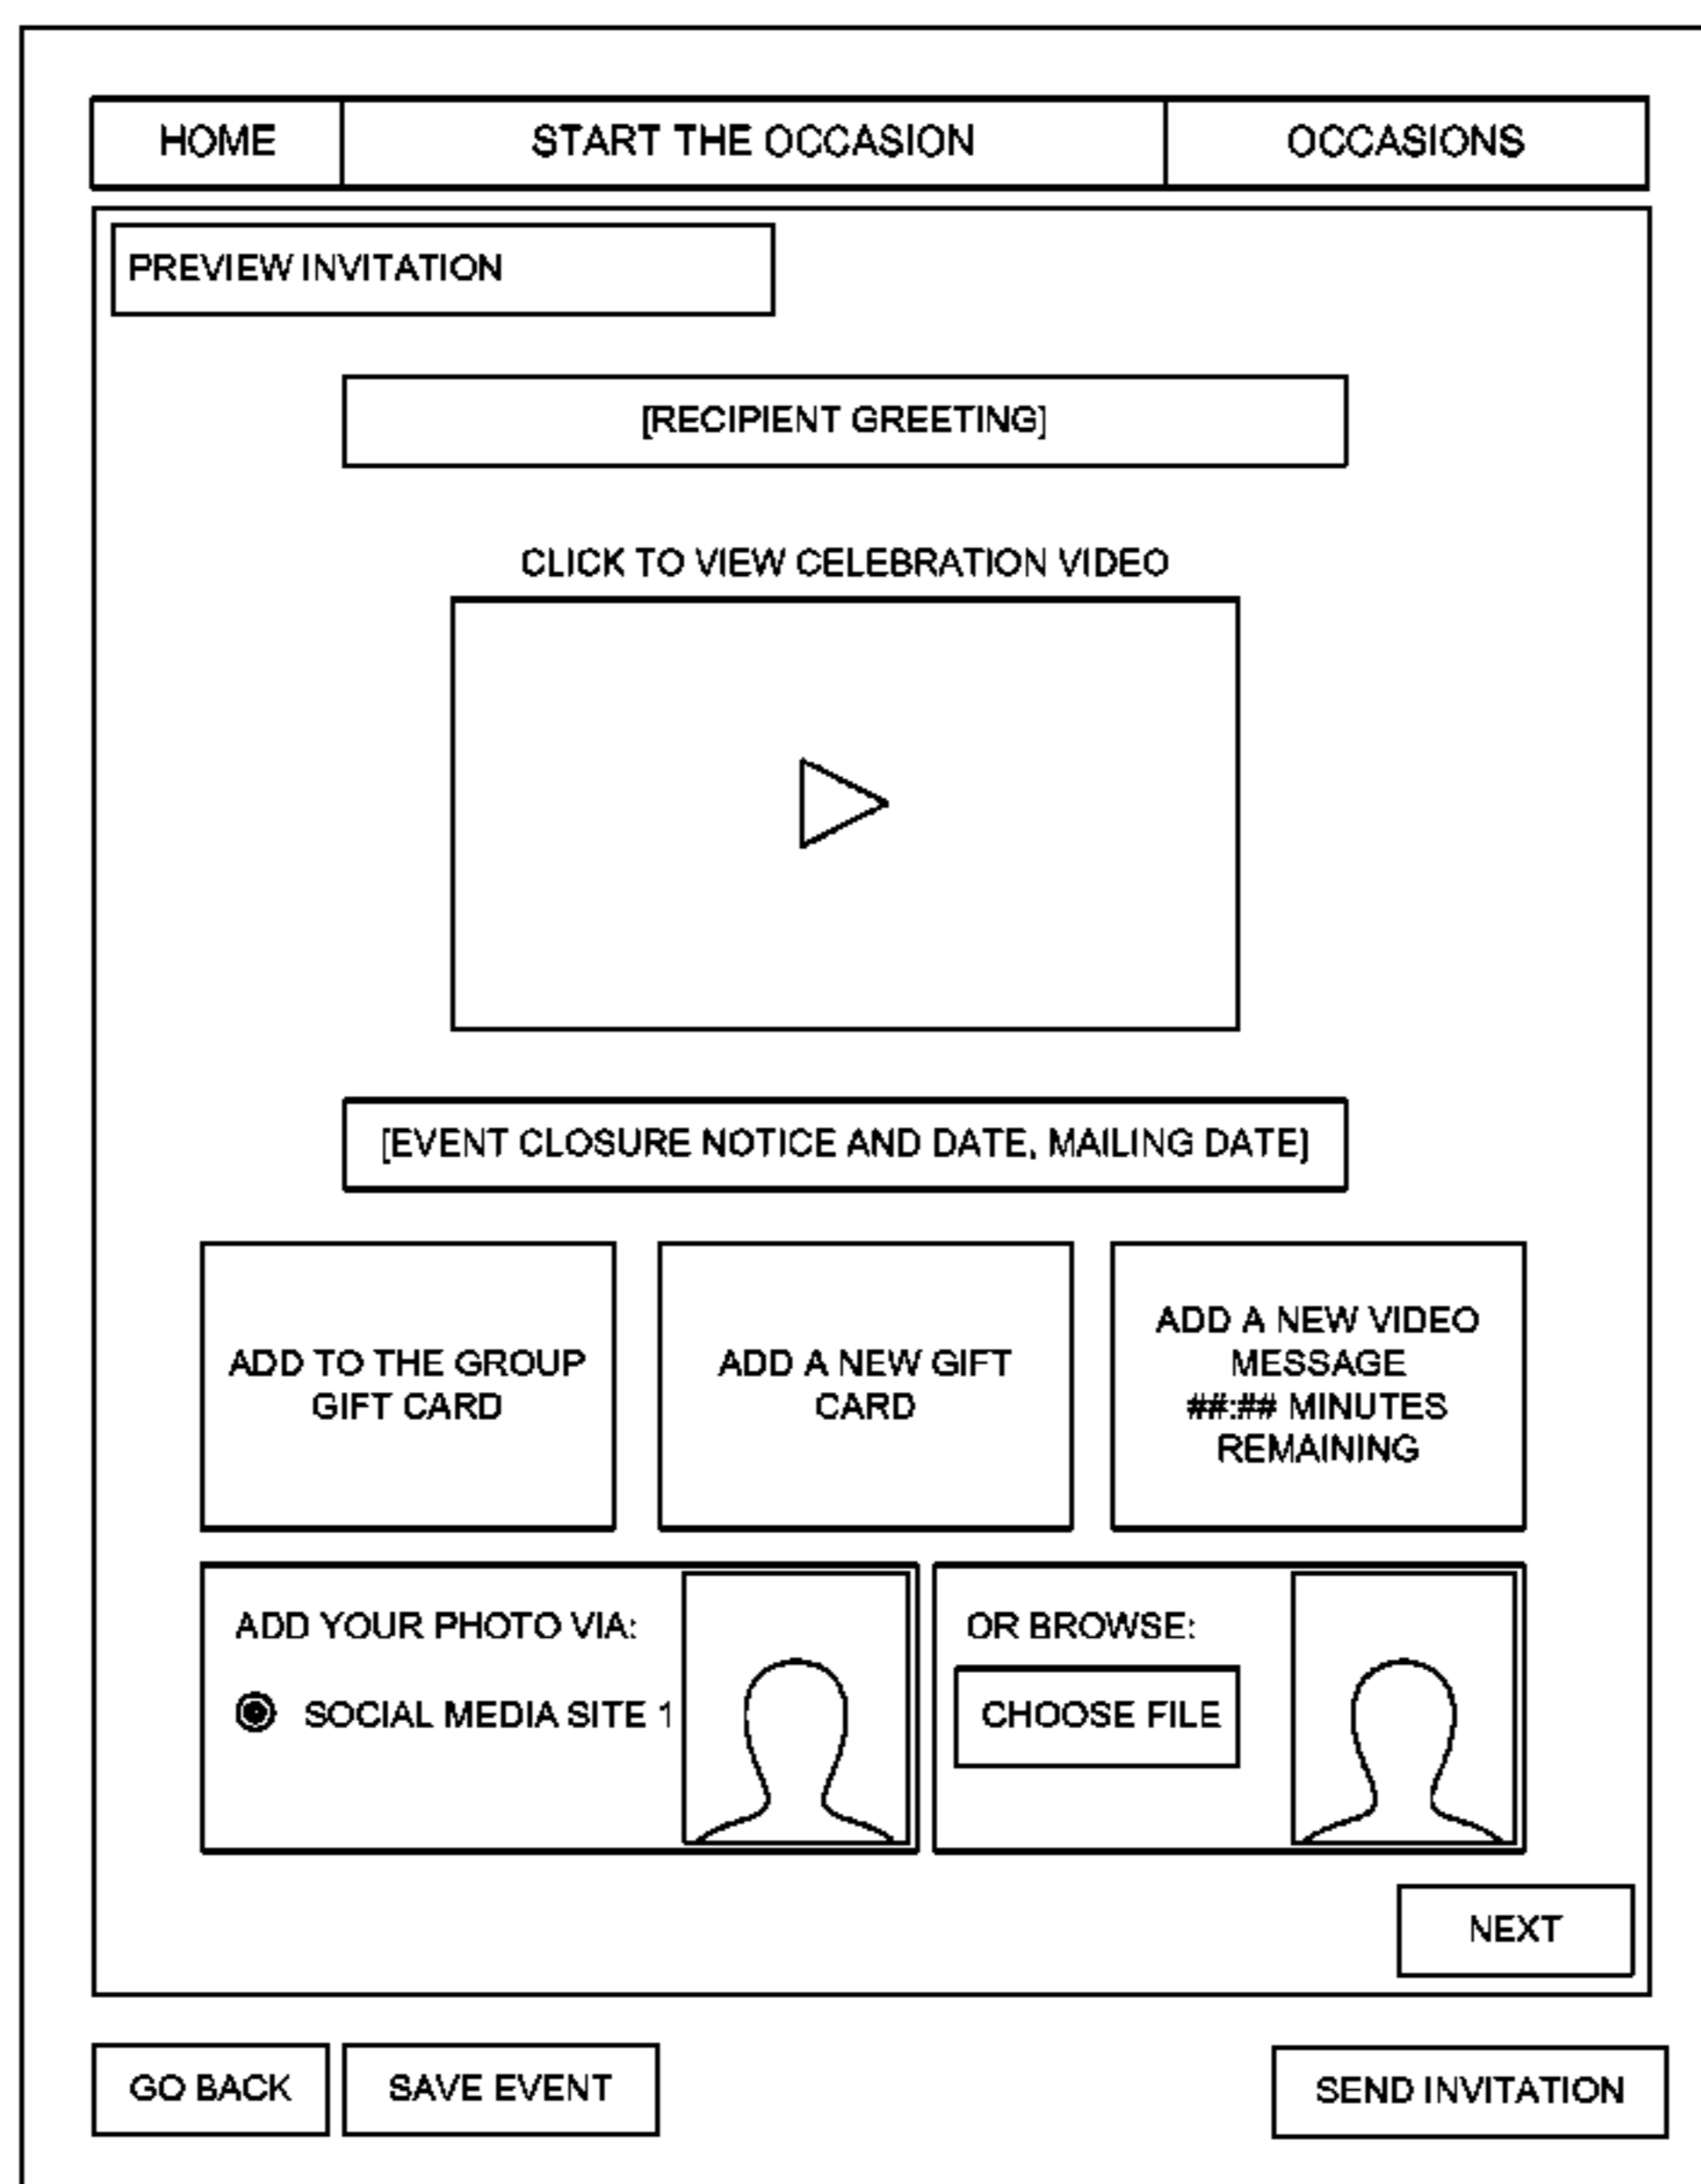 HOME START THE OCCASION OCCASIONS
PREVIEW INVITATION
[RECIPIENT GREETING]
CLICK TO VIEW CELEBRATION VIDEO
[EVENT CLOSURE NOTICE AND DATE, MAILING DATE]
ADD TO THE GROUP
GIFT CARD
ADD A NEW GIFT
CARD
ADD A NEW VIDEO
MESSAGE
##:## MINUTES
REMAINING
ADD YOUR PHOTO VIA:
SOCIAL MEDIA SITE 1
OR BROWSE:
CHOOSE FILE
NEXT
GO BACK SAVE EVENT SEND INVITATION